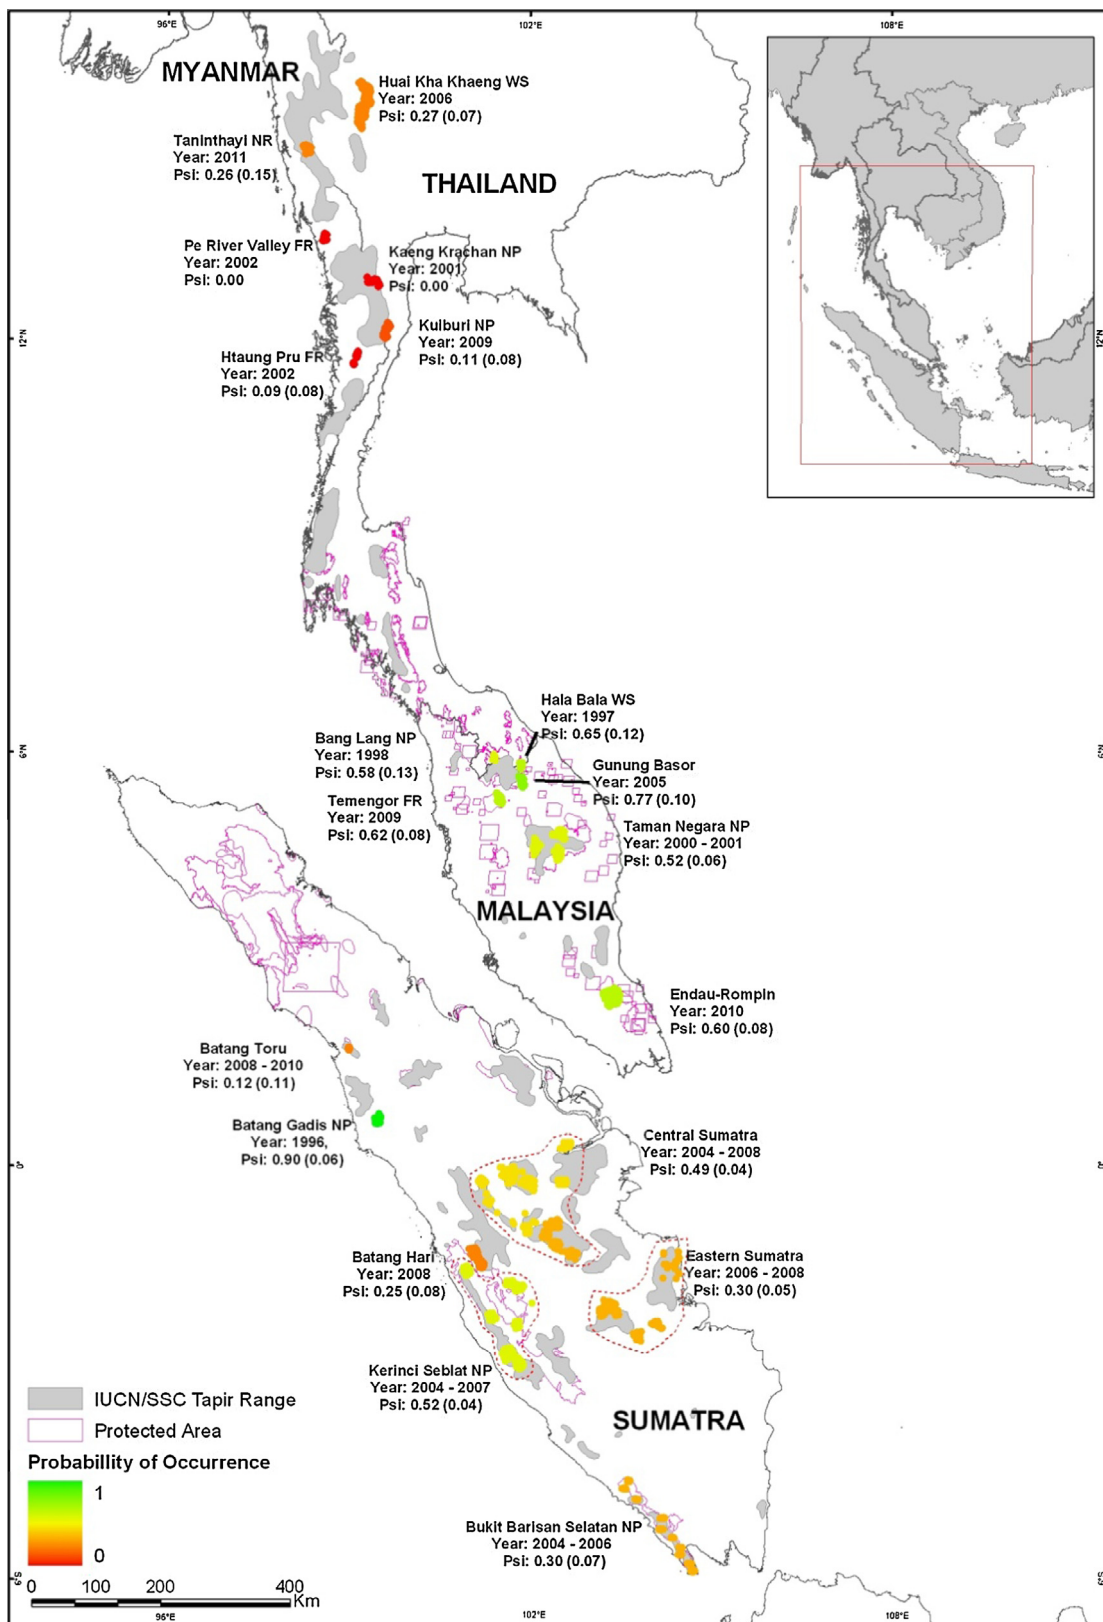 96°E
102°E
108°E
MYANMAR
Huai Kha Khaeng WS
Year: 2006
Psi: 0.27 (0.07)
Taninthayi NR
Year: 2011
Psi: 0.26 (0.15)
THAILAND
Pe River Valley FR
Year: 2002
Psi: 0.00
Kaeng Krachan NP
Year: 2001
Psi: 0.00
12°N
12°N
Kuiburi NP
Year: 2009
Psi: 0.11 (0.08)
Htaung Pru FR
Year: 2002
Psi: 0.09 (0.08)
Hala Bala WS
Year: 1997
Psi: 0.65 (0.12)
6°N
6°N
Bang Lang NP
Year: 1998
Psi: 0.58 (0.13)
Gunung Basor
Year: 2005
Psi: 0.77 (0.10)
Temengor FR
Year: 2009
Psi: 0.62 (0.08)
Taman Negara NP
Year: 2000 - 2001
Psi: 0.52 (0.06)
MALAYSIA
Endau-Rompin
Year: 2010
Psi: 0.60 (0.08)
Batang Toru
Year: 2008 - 2010
Psi: 0.12 (0.11)
Batang Gadis NP
Year: 1996,
Psi: 0.90 (0.06)
Central Sumatra
Year: 2004 - 2008
Psi: 0.49 (0.04)
0°
0°
Batang Hari
Year: 2008
Psi: 0.25 (0.08)
Eastern Sumatra
Year: 2006 - 2008
Psi: 0.30 (0.05)
Kerinci Seblat NP
Year: 2004 - 2007
Psi: 0.52 (0.04)
IUCN/SSC Tapir Range
Protected Area
SUMATRA
Probabillity of Occurrence
1
0
Bukit Barisan Selatan NP
Year: 2004 - 2006
Psi: 0.30 (0.07)
6°S
6°S
0 100 200 400
Km
96°E
102°E
108°E